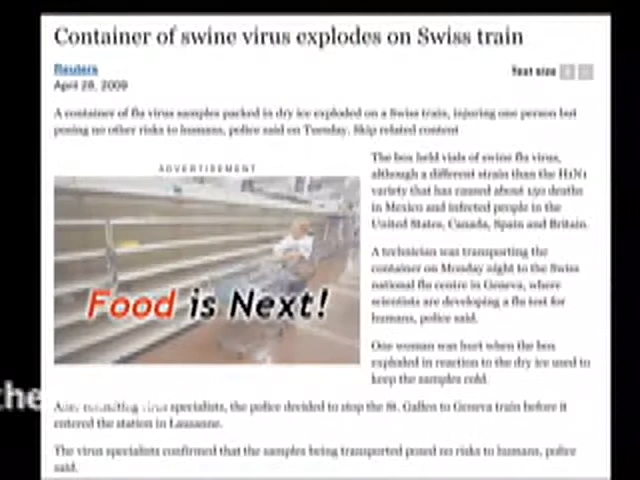 Container of swine virus explodes on Swiss train
Reuters
April 28, 2009
Text size
A container of flu virus samples packed in dry ice exploded on a Swiss train, injuring one person but
posing no other risks to humans, police said on Tuesday. Skip related content
ADVERTISEMENT
Food is Next!
The box held vials of swine flu virus,
although a different strain than the H1N1
variety that has caused about 150 deaths
in Mexico and infected people in the
United States, Canada, Spain and Britain.
A technician was transporting the
container on Monday night to the Swiss
national flu centre in Geneva, where
scientists are developing a flu test for
humans, police said.
One woman was hurt when the box
exploded in reaction to the dry ice used to
keep the samples cold.
the
After consulting virus specialists, the police decided to stop the St. Gallen to Geneva train before it
entered the station in Lausanne.
The virus specialists confirmed that the samples being transported posed no risks to humans, police
said.